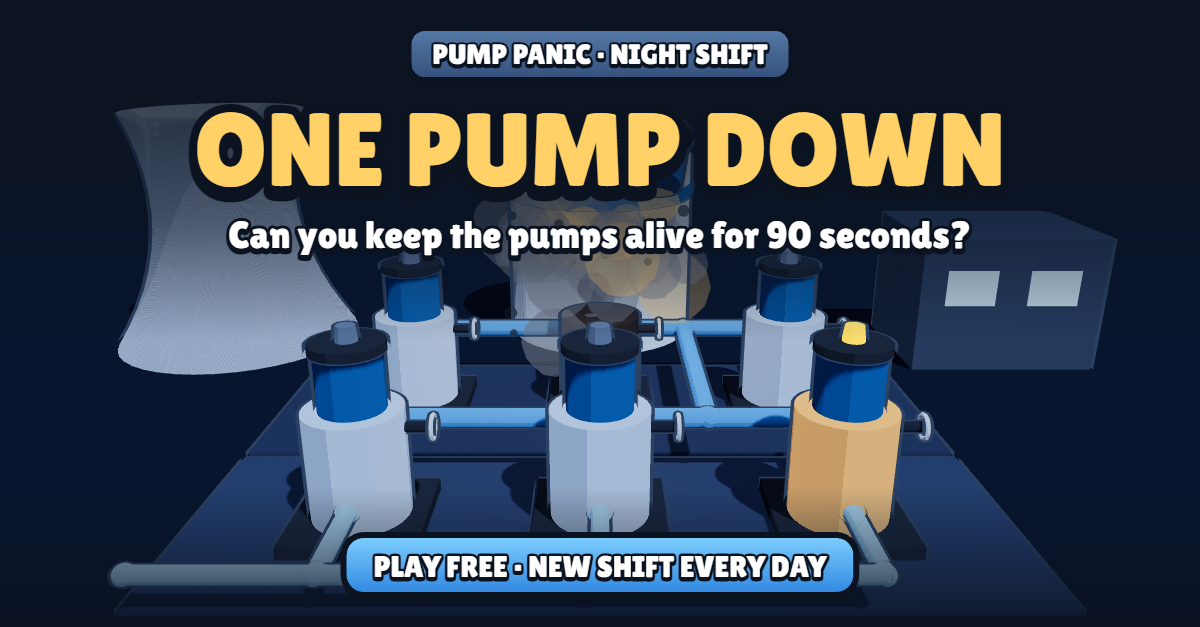 PUMP PANIC · NIGHT SHIFT
ONE PUMP DOWN
Can you keep the pumps alive for 90 seconds?
PLAY FREE · NEW SHIFT EVERY DAY